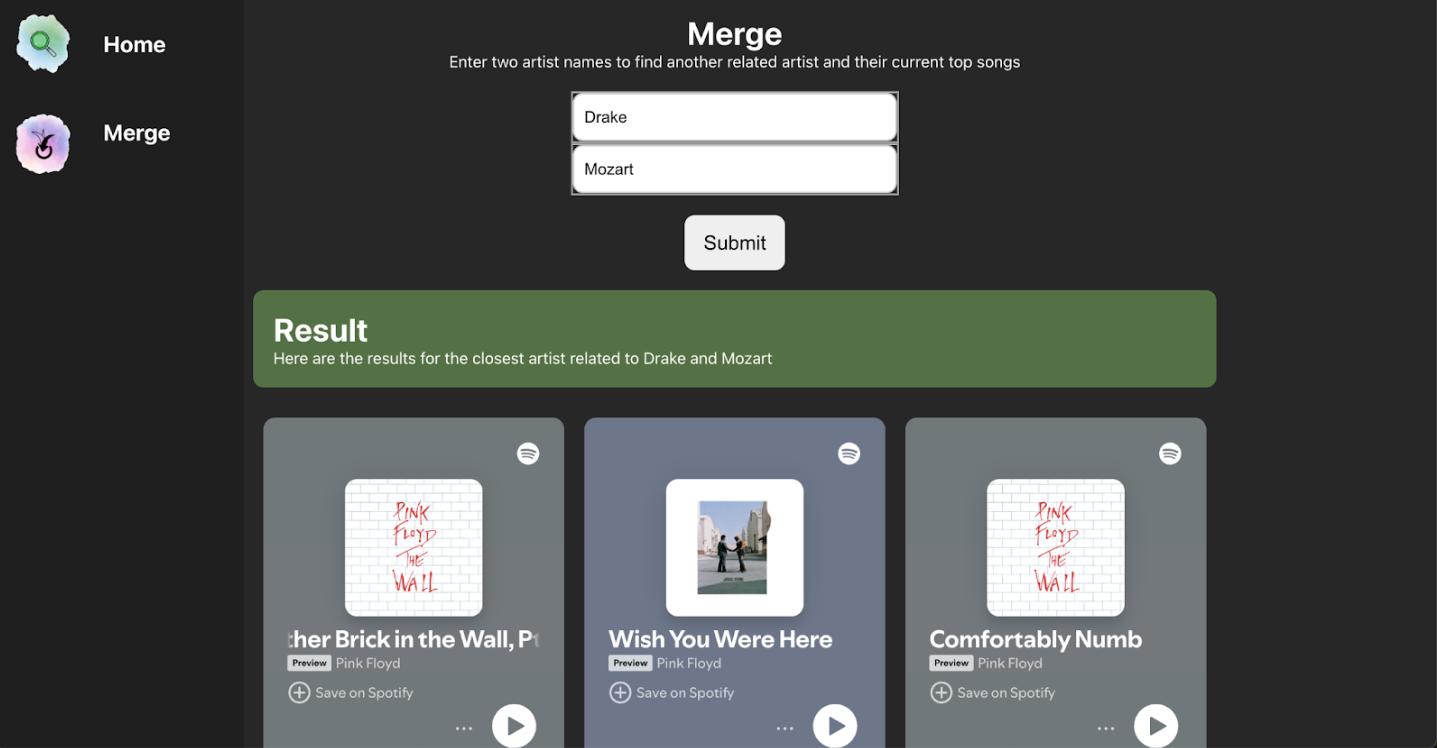 Home
Merge
Merge
Enter two artist names to find another related artist and their current top songs
Drake
Mozart
Submit
Result
Here are the results for the closest artist related to Drake and Mozart
PINK
FLOYD
THE
WALL
PINK
FLOYD
THE
WALL
ther Brick in the Wall, Pt
Preview Pink Floyd
Save on Spotify
Wish You Were Here
Preview Pink Floyd
Save on Spotify
Comfortably Numb
Preview Pink Floyd
Save on Spotify